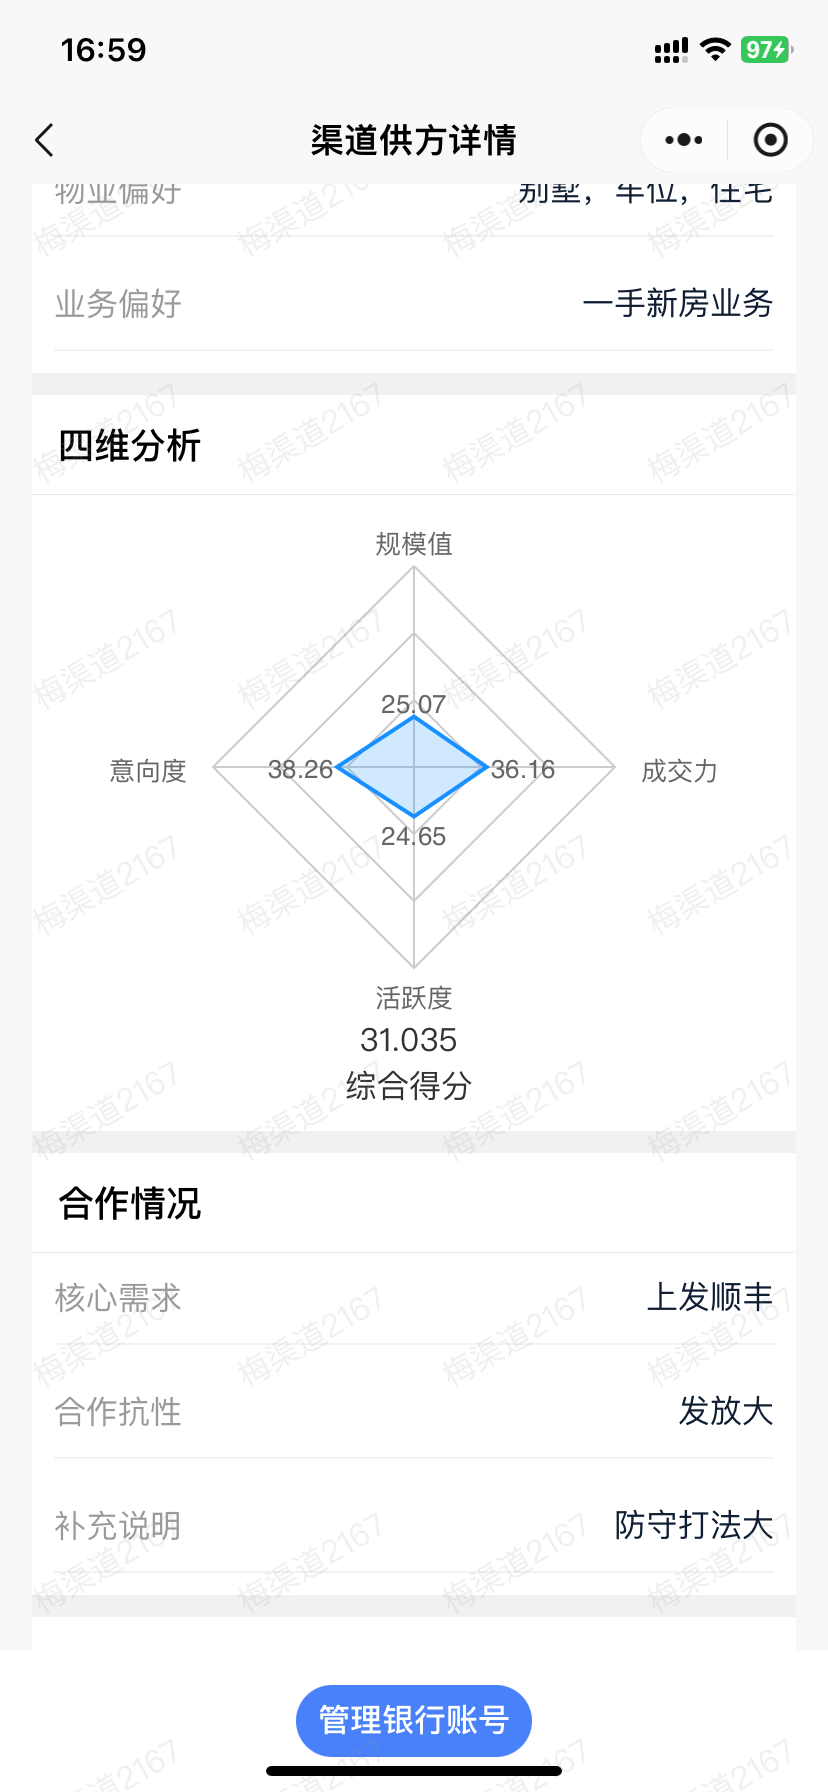 16:59
97
渠道供方详情
物业偏好 别墅，车位，住宅
业务偏好 一手新房业务
四维分析
规模值
25.07
意向度 38.26 36.16 成交力
24.65
活跃度
31.035
综合得分
合作情况
核心需求 上发顺丰
合作抗性 发放大
补充说明 防守打法大
管理银行账号
梅渠道2167